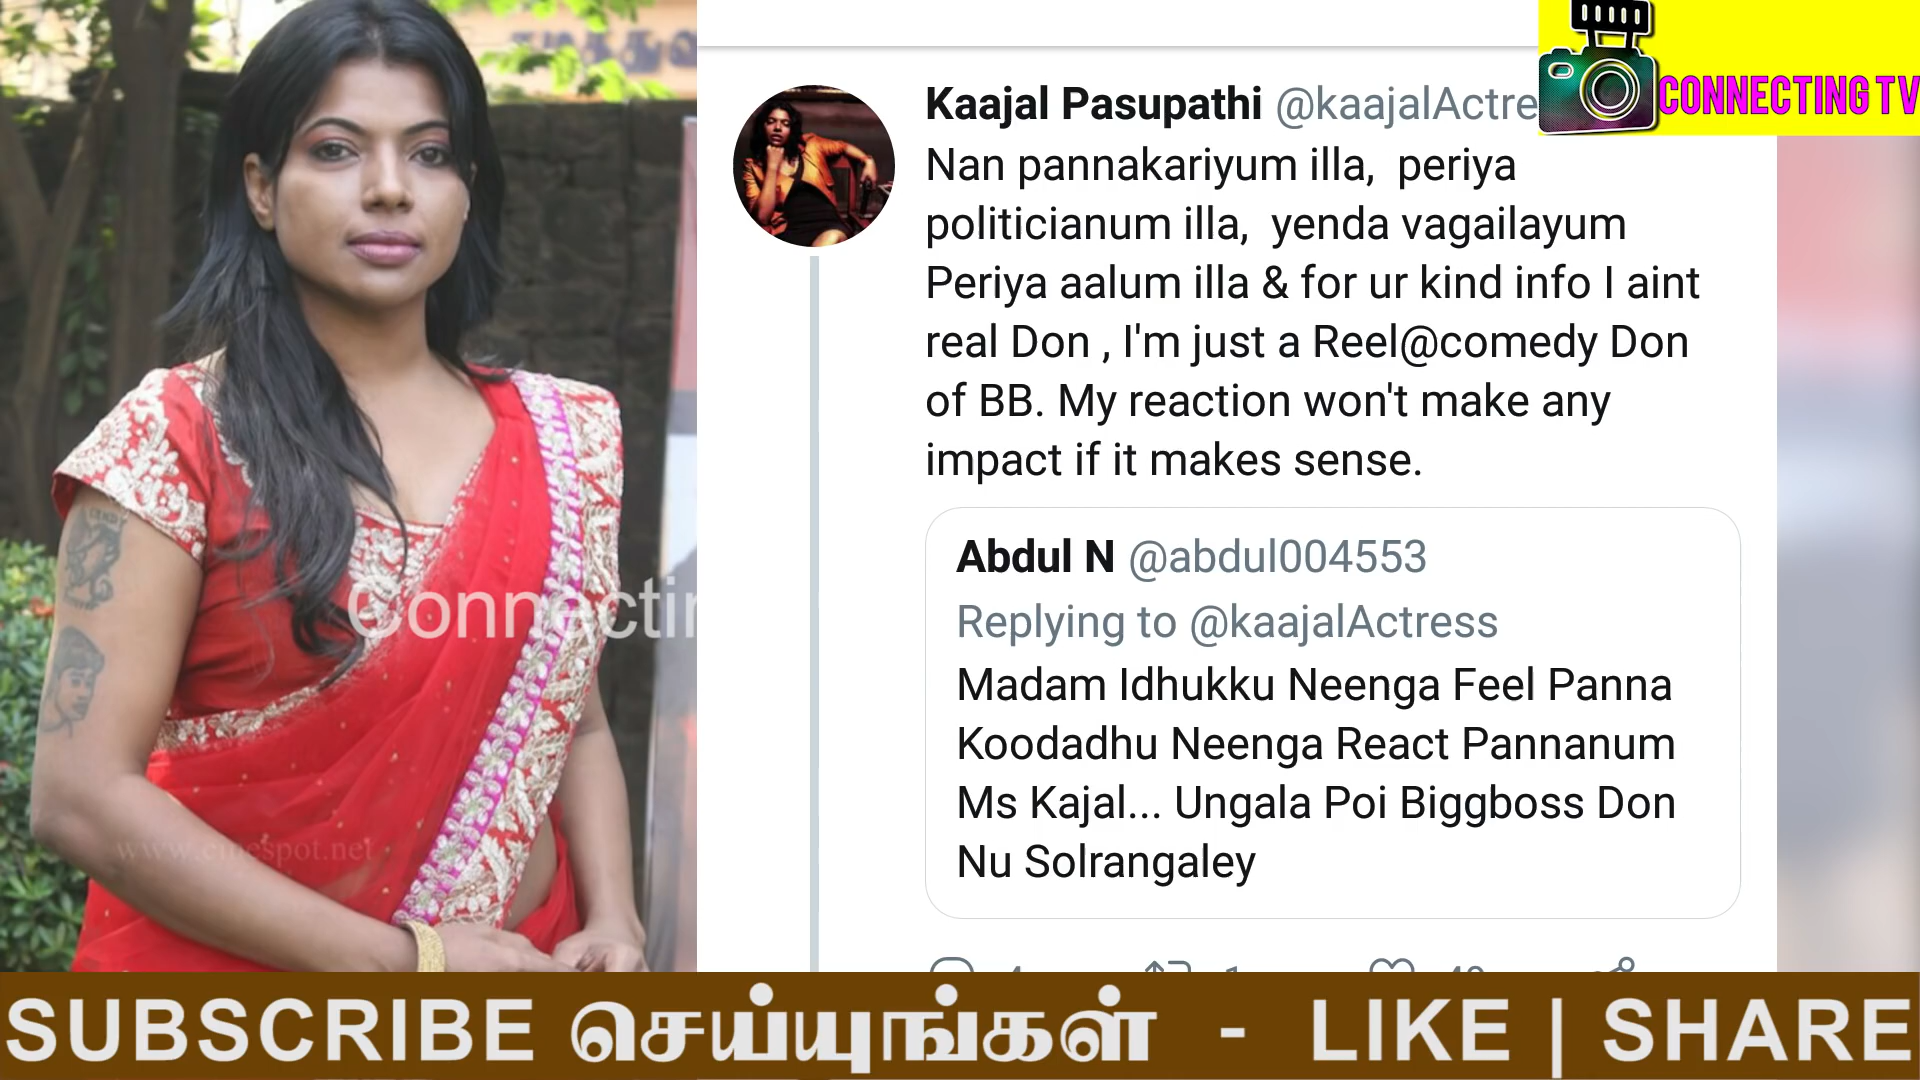 CONNECTING TV
Kaajal Pasupathi @kaajalActre
Nan pannakariyum illa, periya
politicianum illa, yenda vagailayum
Periya aalum illa & for ur kind info I aint
real Don , I'm just a Reel@comedy Don
of BB. My reaction won't make any
impact if it makes sense.
Abdul N @abdul004553
Replying to @kaajalActress
Madam Idhukku Neenga Feel Panna
Koodadhu Neenga React Pannanum
Ms Kajal... Ungala Poi Biggboss Don
Nu Solrangaley
Connectin
www.cinespot.net
SUBSCRIBE செய்யுங்கள் - LIKE | SHARE